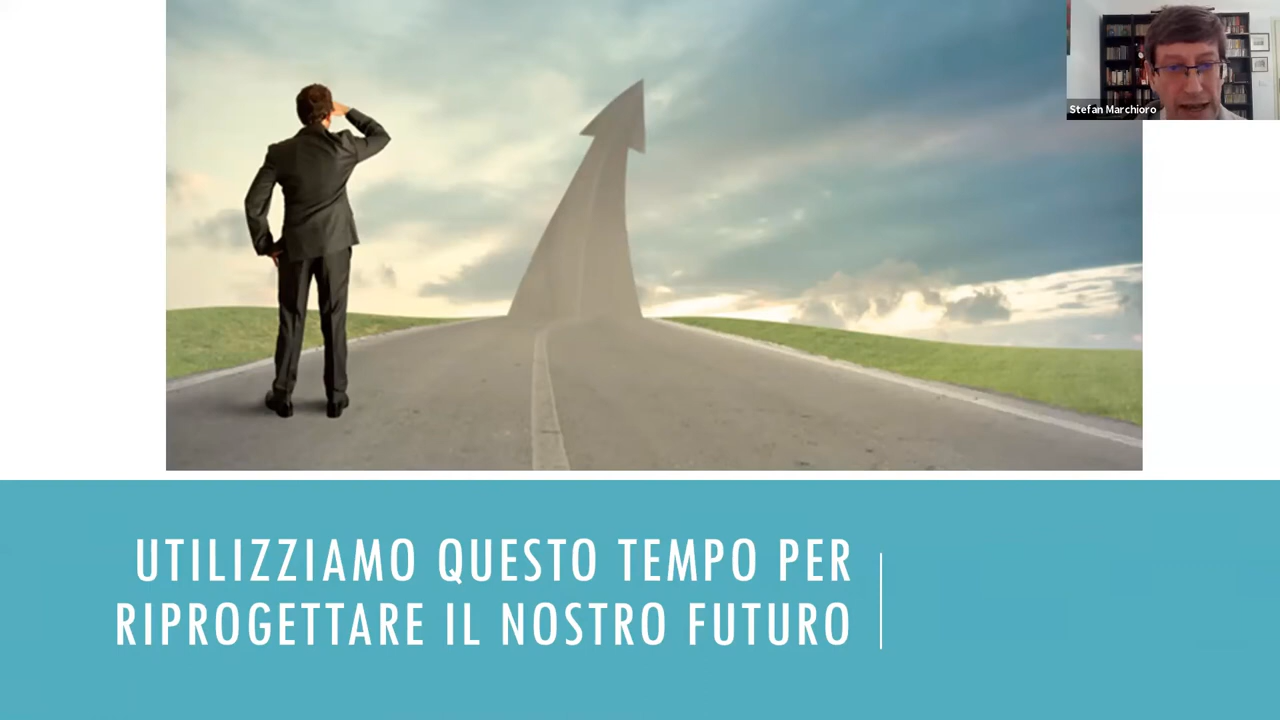 Stefan Marchioro
UTILIZZIAMO QUESTO TEMPO PER
RIPROGETTARE IL NOSTRO FUTURO